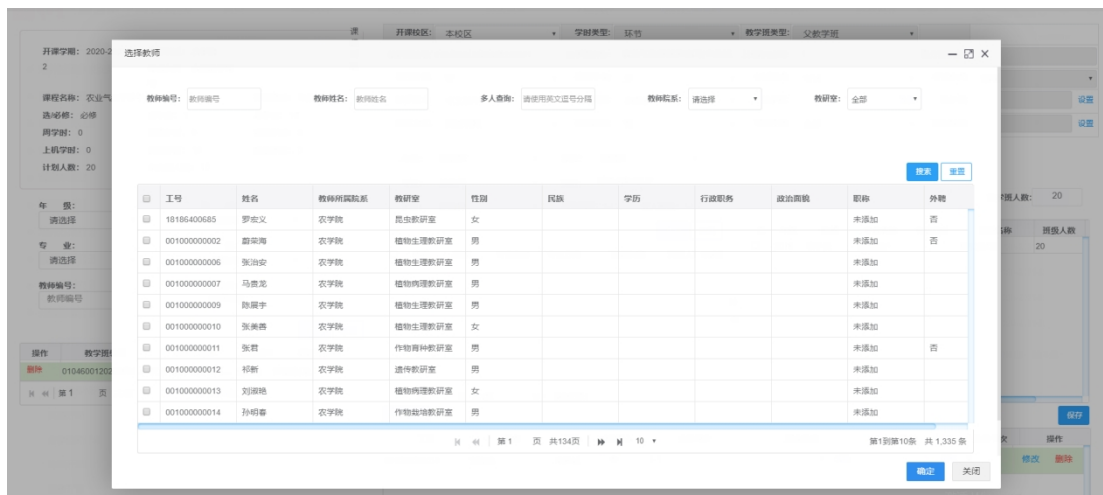 课 开课校区: 本校区 学时类型: 环节 教学班类型: 父教学班
开课学期: 2020-2
2
选择教师
课程名称: 农业气
选/必修: 必修
周学时: 0
上机学时: 0
计划人数: 20
设置
设置
教师编号: 教师编号 教师姓名: 教师姓名 多人查询: 请使用英文逗号分隔 教师院系: 请选择 教研室: 全部
搜索 重置
年 级:
请选择
专 业:
请选择
教师编号:
教师编号
工号 姓名 教师所属院系 教研室 性别 民族 学历 行政职务 政治面貌 职称 外聘
18186400685 罗宏义 农学院 昆虫教研室 女 未添加 否
001000000002 蔚荣海 农学院 植物生理教研室 男 未添加 否
001000000006 张治安 农学院 植物生理教研室 男 未添加
001000000007 马贵龙 农学院 植物病理教研室 男 未添加
001000000009 陈展宇 农学院 植物生理教研室 男 未添加
001000000010 张美善 农学院 植物生理教研室 女 未添加
001000000011 张君 农学院 作物育种教研室 男 未添加 否
001000000012 祁新 农学院 遗传教研室 男 未添加
001000000013 刘淑艳 农学院 植物病理教研室 女 未添加
001000000014 孙明春 农学院 作物栽培教研室 男 未添加
第 1 页 共134页 10 第1到第10条 共 1,335 条
确定 关闭
操作 教学班
删除 01046001202
第 1 页
班人数: 20
称 班级人数
20
保存
次 操作
修改 删除